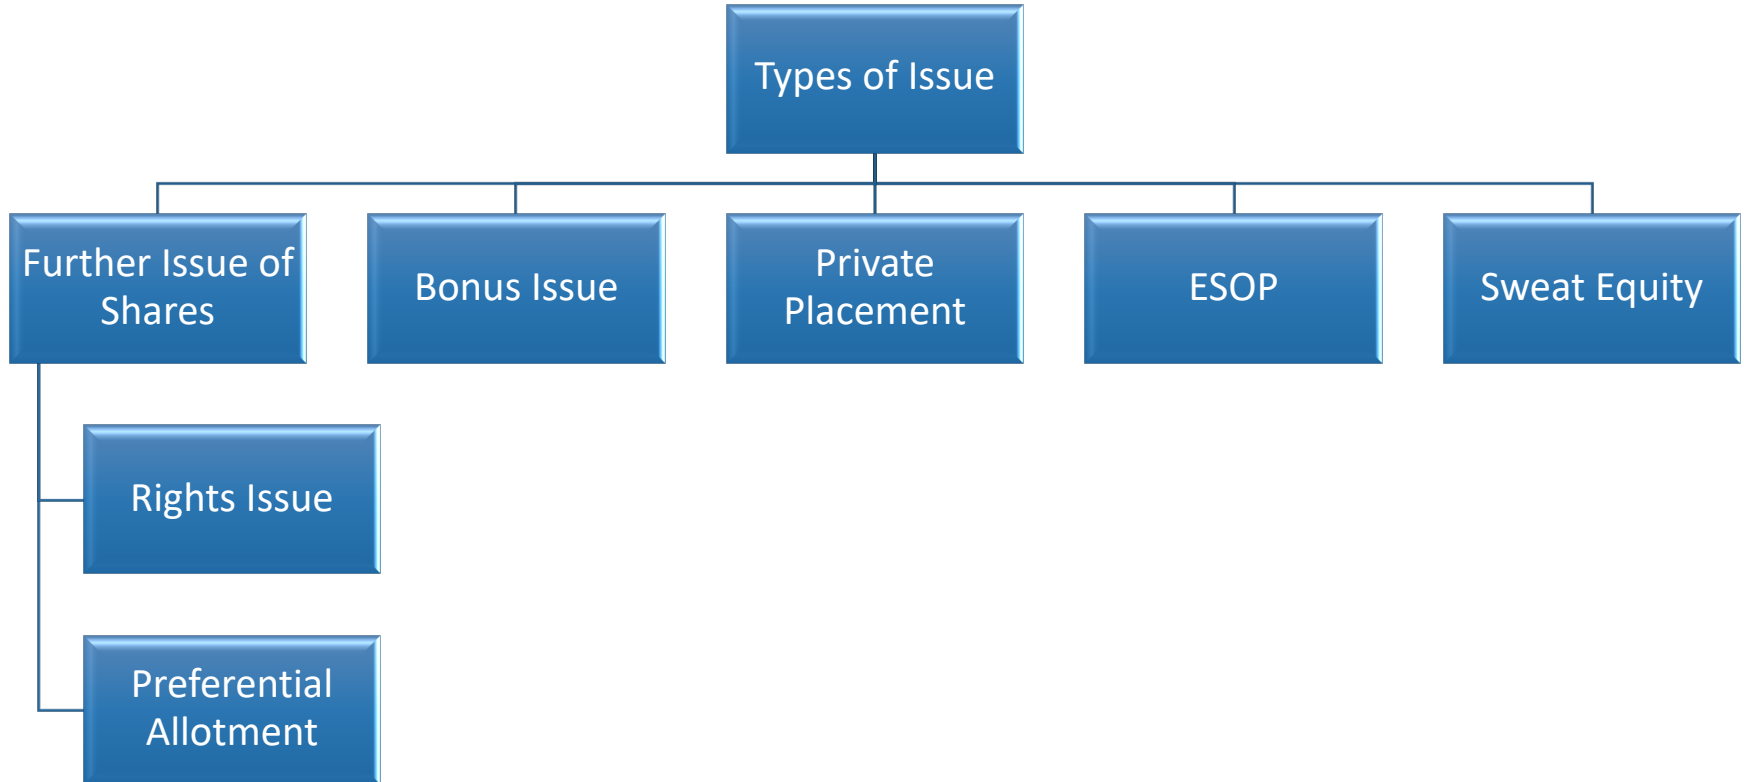 Types of Issue
Further Issue of
Shares
Bonus Issue
Private
Placement
ESOP
Sweat Equity
Rights Issue
Preferential
Allotment